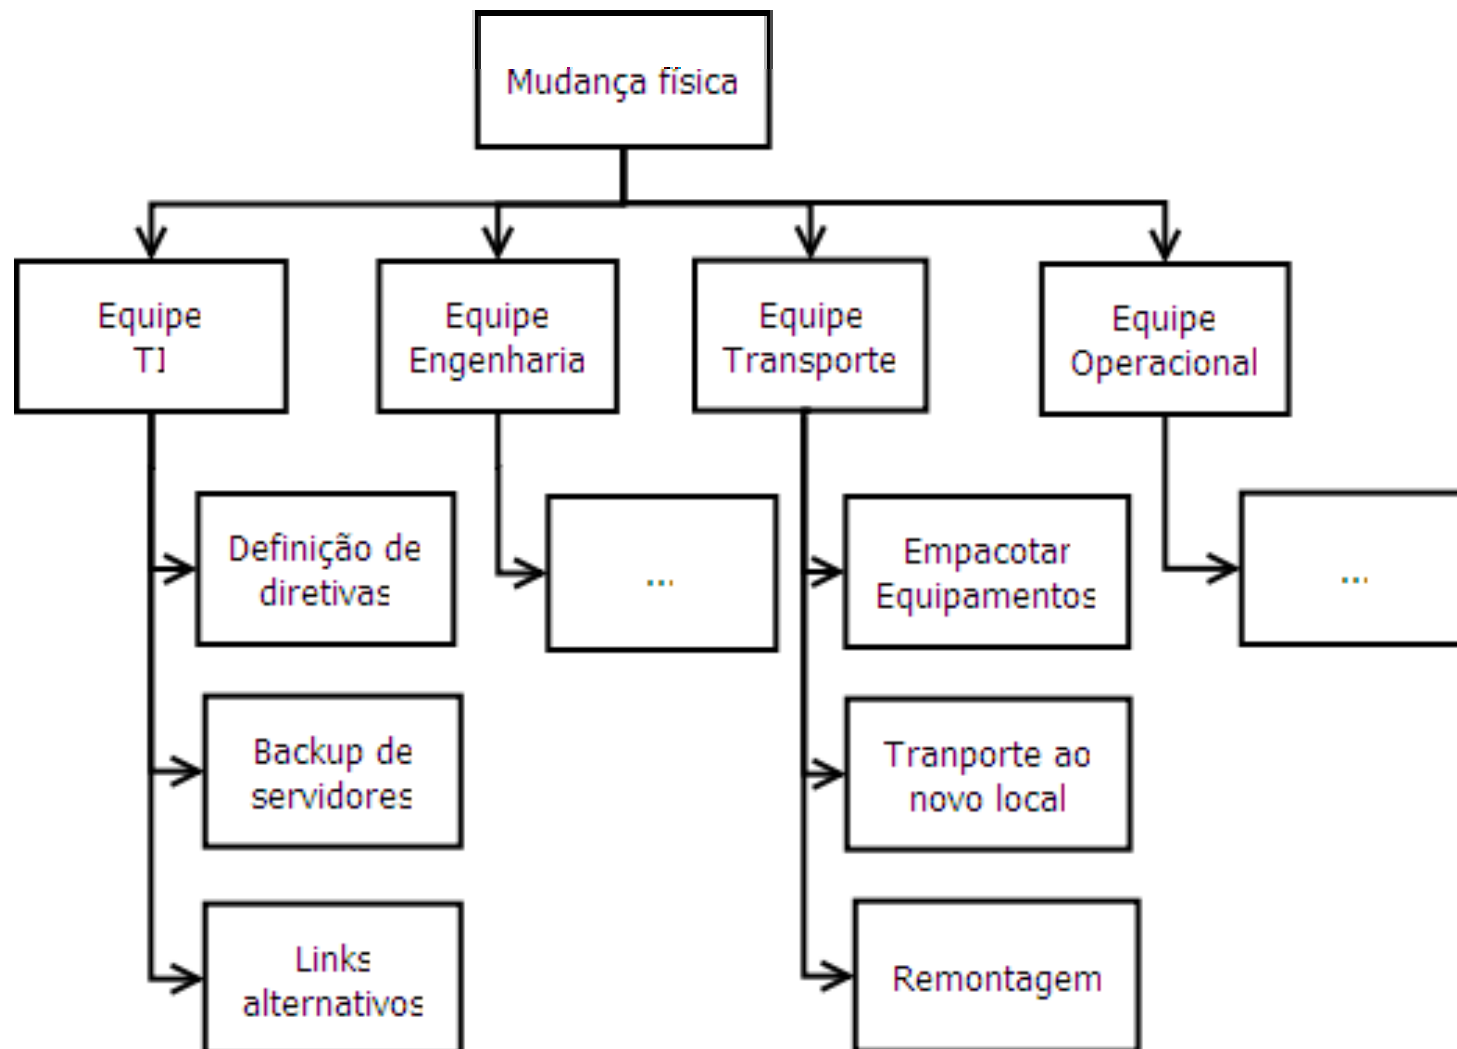 Mudança física
Equipe
TI
Equipe
Engenharia
Equipe
Transporte
Equipe
Operacional
Definição de
diretivas
...
Empacotar
Equipamentos
...
Backup de
servidores
Tranporte ao
novo local
Links
alternativos
Remontagem